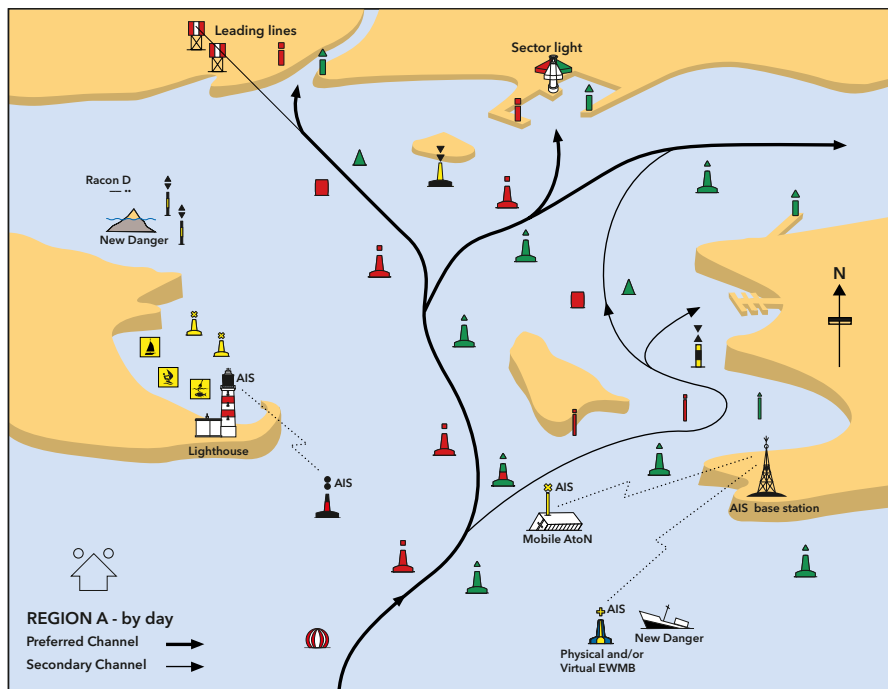 Leading lines
Sector light
Racon D
New Danger
N
AIS
Lighthouse
AIS
AIS
Mobile AtoN
AIS base station
REGION A - by day
Preferred Channel
Secondary Channel
AIS
New Danger
Physical and/or
Virtual EWMB